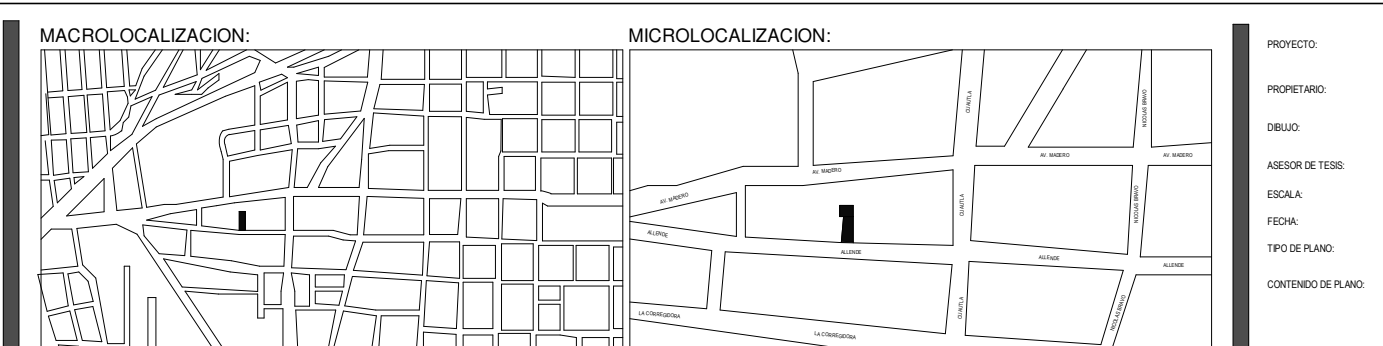 MACROLOCALIZACION:
MICROLOCALIZACION:
CUAUTLA
NICOLAS BRAVO
AV. MADERO
AV. MADERO
AV. MADERO
AV. MADERO
CUAUTLA
NICOLAS BRAVO
ALLENDE
ALLENDE
ALLENDE
ALLENDE
CUAUTLA
NICOLAS BRAVO
LA CORREGIDORA
LA CORREGIDORA
PROYECTO:
PROPIETARIO:
DIBUJO:
ASESOR DE TESIS:
ESCALA:
FECHA:
TIPO DE PLANO:
CONTENIDO DE PLANO: